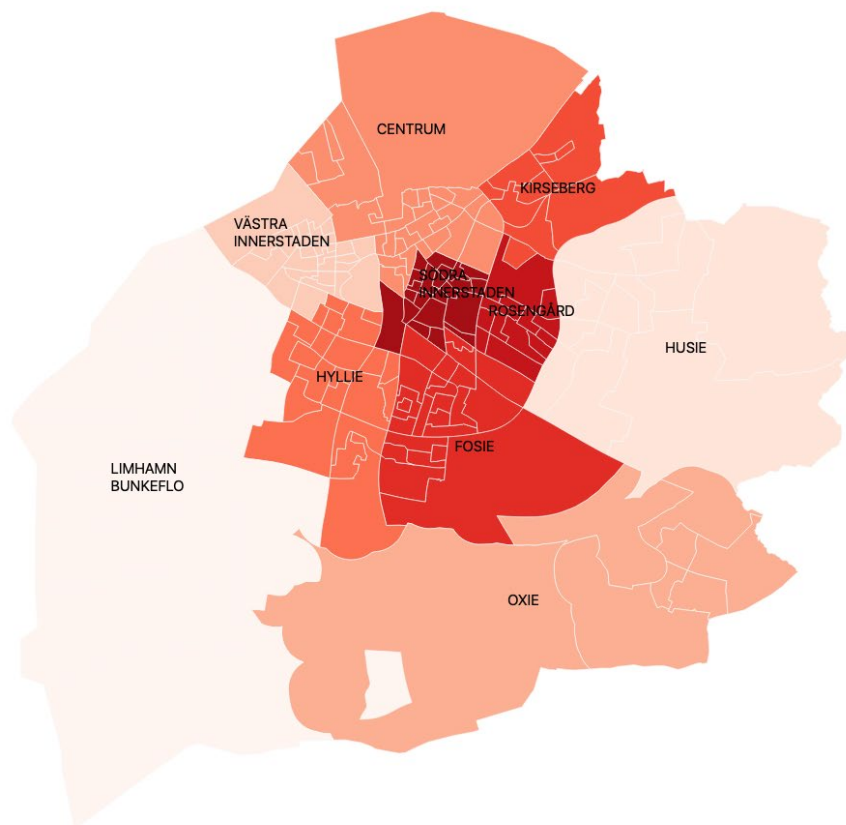 CENTRUM
KIRSEBERG
VÄSTRA
INNERSTADEN
SÖDRA
INNERSTADEN
ROSENGÅRD
HUSIE
HYLLIE
FOSIE
LIMHAMN
BUNKEFLO
OXIE